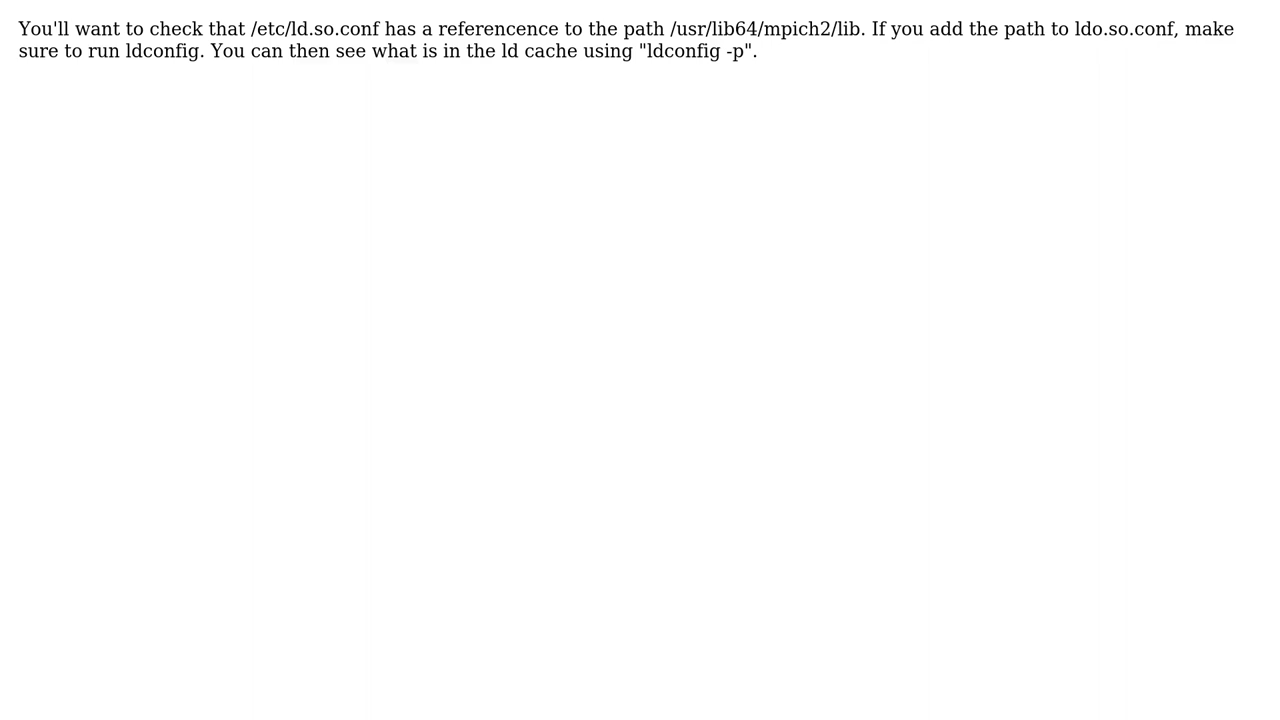 You'll want to check that /etc/ld.so.conf has a referencence to the path /usr/lib64/mpich2/lib. If you add the path to ldo.so.conf, make
sure to run ldconfig. You can then see what is in the ld cache using "ldconfig -p".